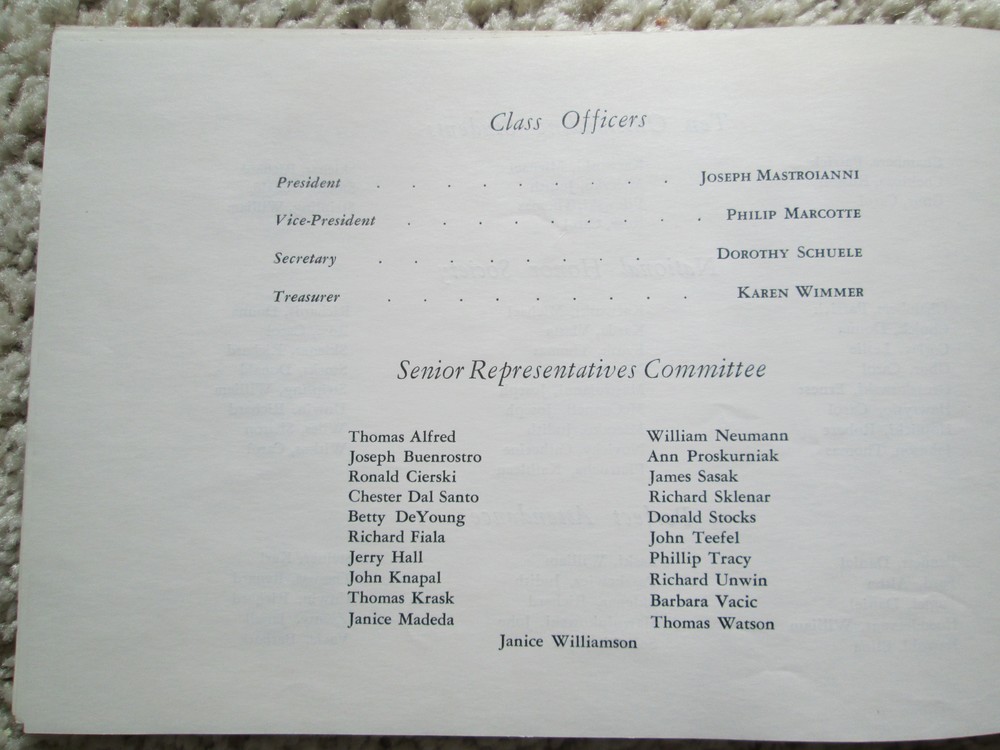 Class Officers
President . . . . . . . . . JOSEPH MASTROIANNI
Vice-President . . . . . . . . . PHILIP MARCOTTE
Secretary . . . . . . . . DOROTHY SCHUELE
Treasurer . . . . . . . . . KAREN WIMMER
Senior Representatives Committee
Thomas Alfred William Neumann
Joseph Buenrostro Ann Proskurniak
Ronald Cierski James Sasak
Chester Dal Santo Richard Sklenar
Betty DeYoung Donald Stocks
Richard Fiala John Teefel
Jerry Hall Phillip Tracy
John Knapal Richard Unwin
Thomas Krask Barbara Vacic
Janice Madeda Thomas Watson
Janice Williamson